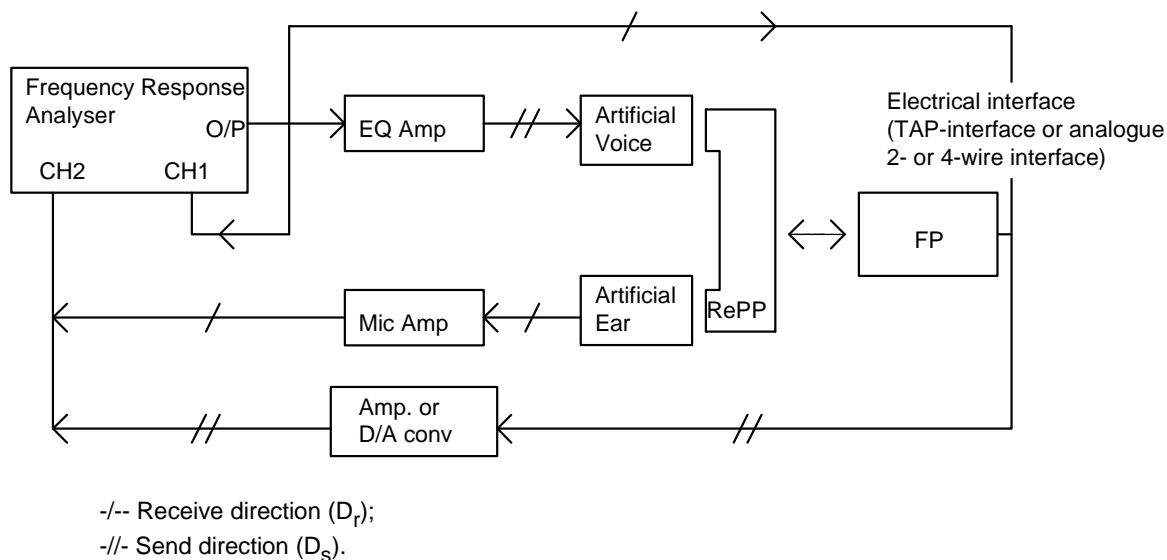 Frequency Response
Analyser
O/P
CH2
CH1
EQ Amp
Artificial
Voice
Electrical interface
(TAP-interface or analogue
2- or 4-wire interface)
FP
Mic Amp
Artificial
Ear
RePP
Amp. or
D/A conv
-/-- Receive direction (Dr);
-//- Send direction (Ds).